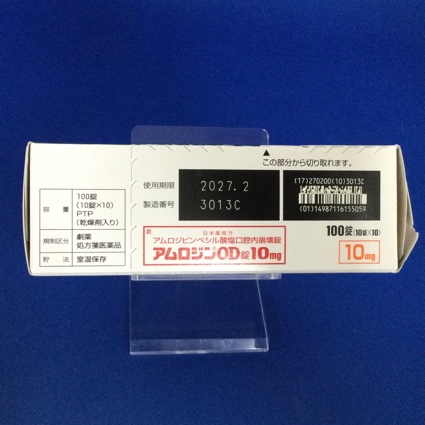 この部分から切り取れます。
使用期限 2027.2
製造番号 3013C
(17)270200(10)3013C
(01)14987116155059
容量 100錠
(10錠×10)
PTP
(乾燥剤入り)
規制区分 劇薬
処方箋医薬品
貯法 室温保存
劇 日本薬局方
アムロジピンベシル酸塩口腔内崩壊錠
アムロジンOD錠10mg
100錠(10錠×10)
10mg